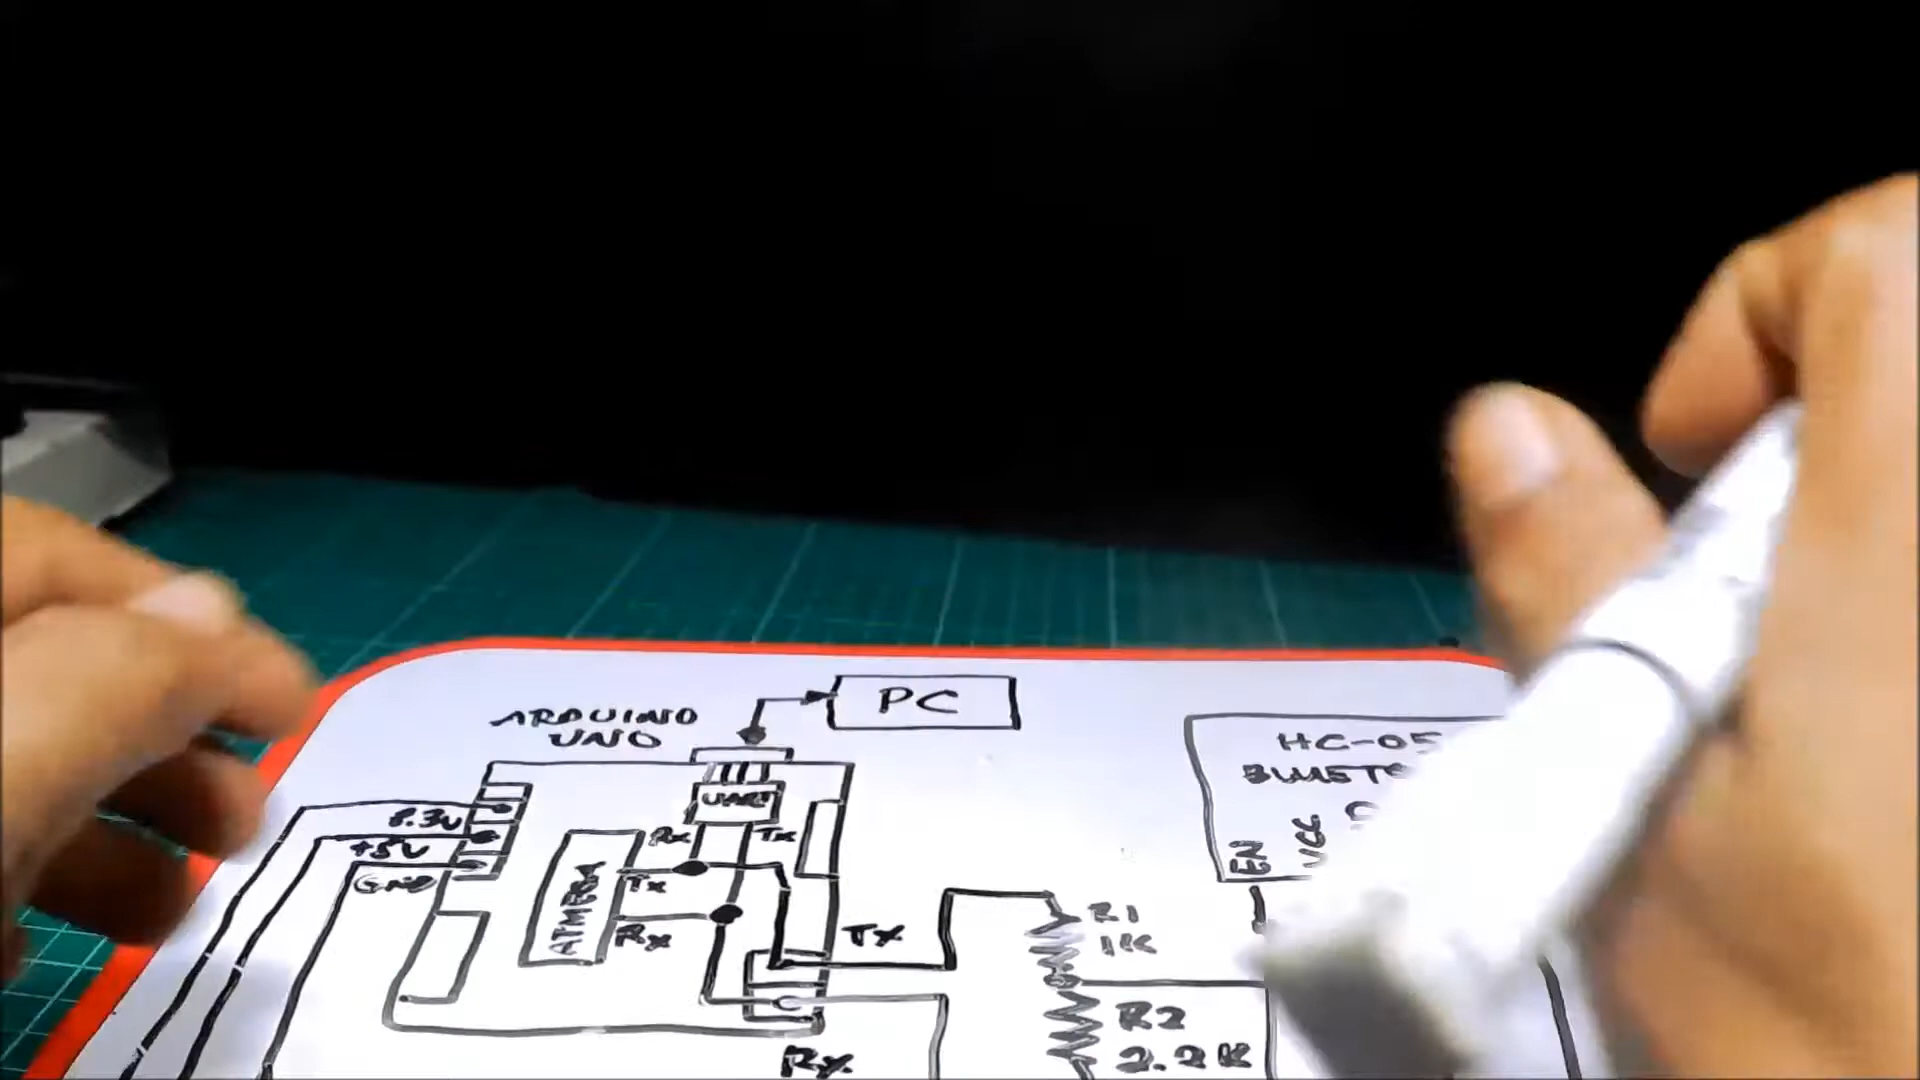 PC
ARDUINO
UNO
HC-05
UART
Rx Tx
3.3V
+5V
GND
ATMEGA
Tx
Rx
EN
VCC
Tx
R1
1K
R2
2.2K
Rx